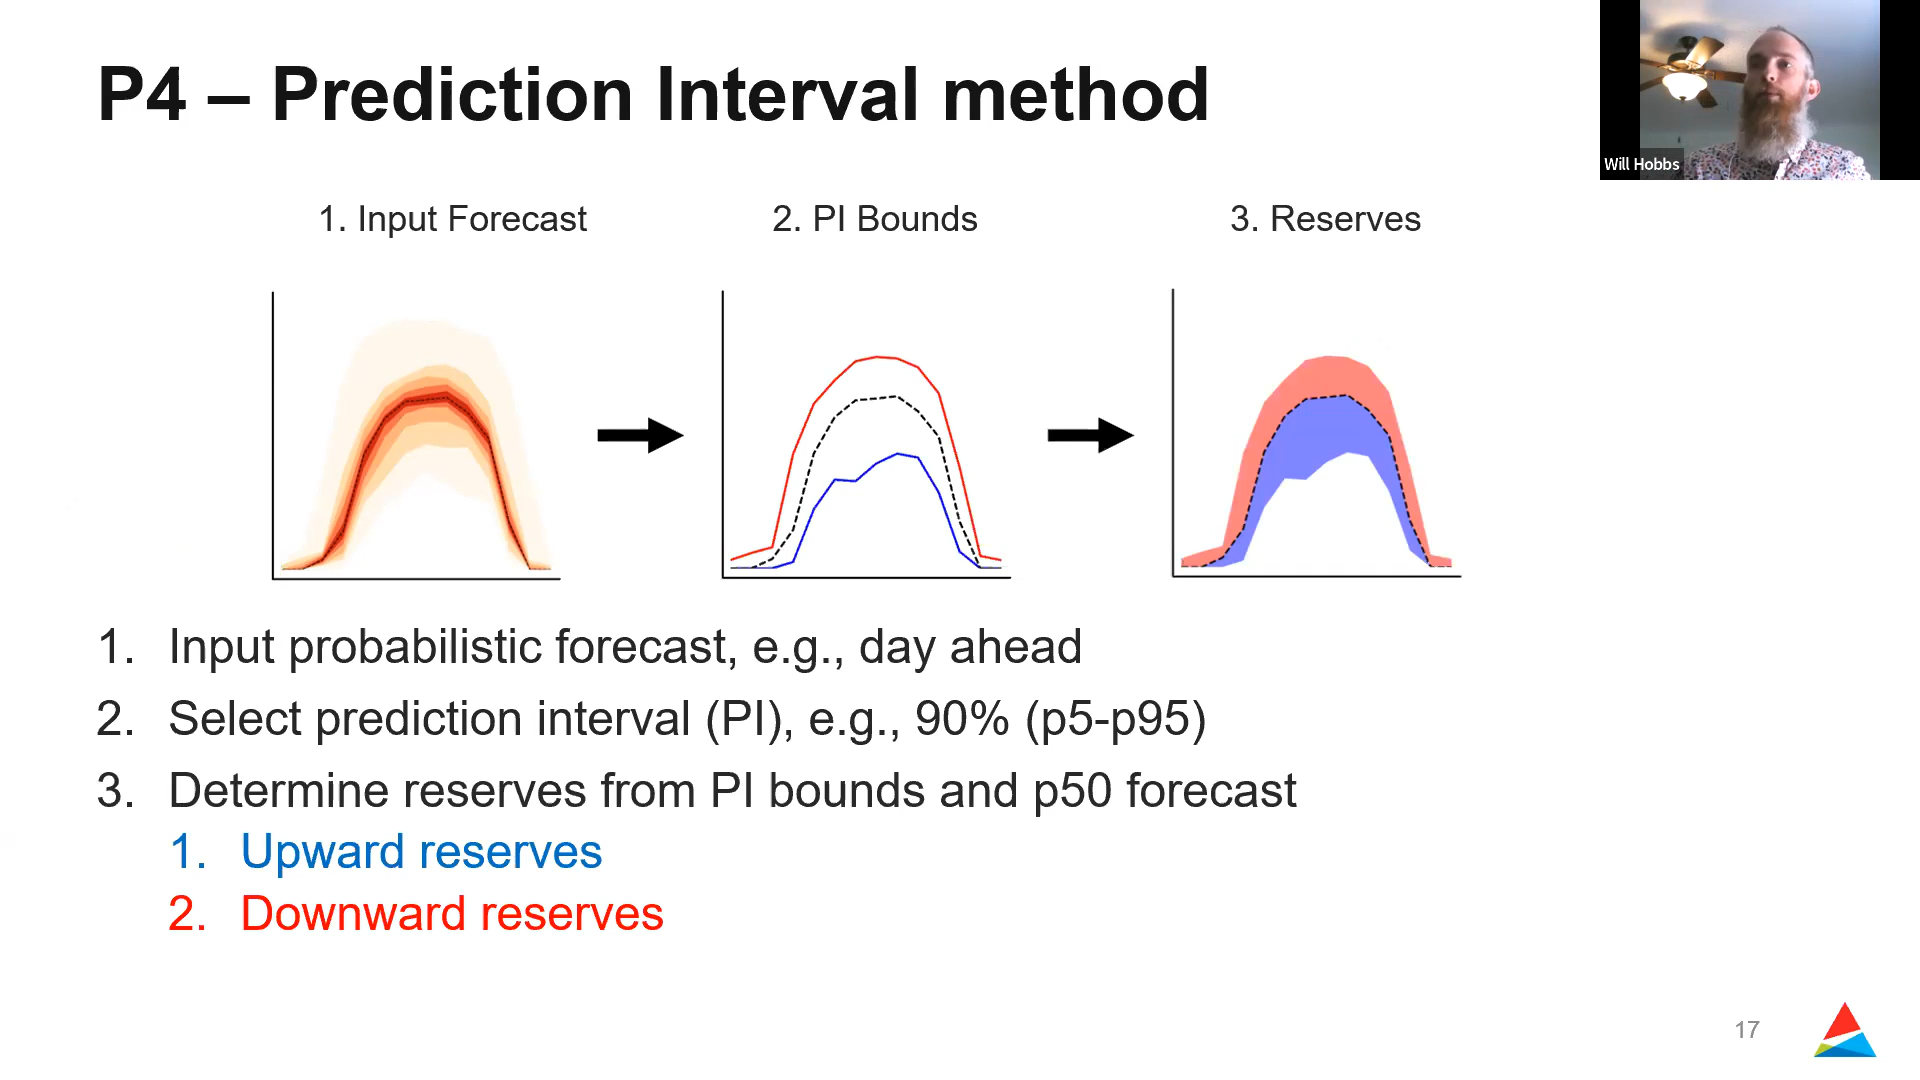 P4 – Prediction Interval method
Will Hobbs
1. Input Forecast
2. PI Bounds
3. Reserves
1. Input probabilistic forecast, e.g., day ahead
2. Select prediction interval (PI), e.g., 90% (p5-p95)
3. Determine reserves from PI bounds and p50 forecast
1. Upward reserves
2. Downward reserves
17